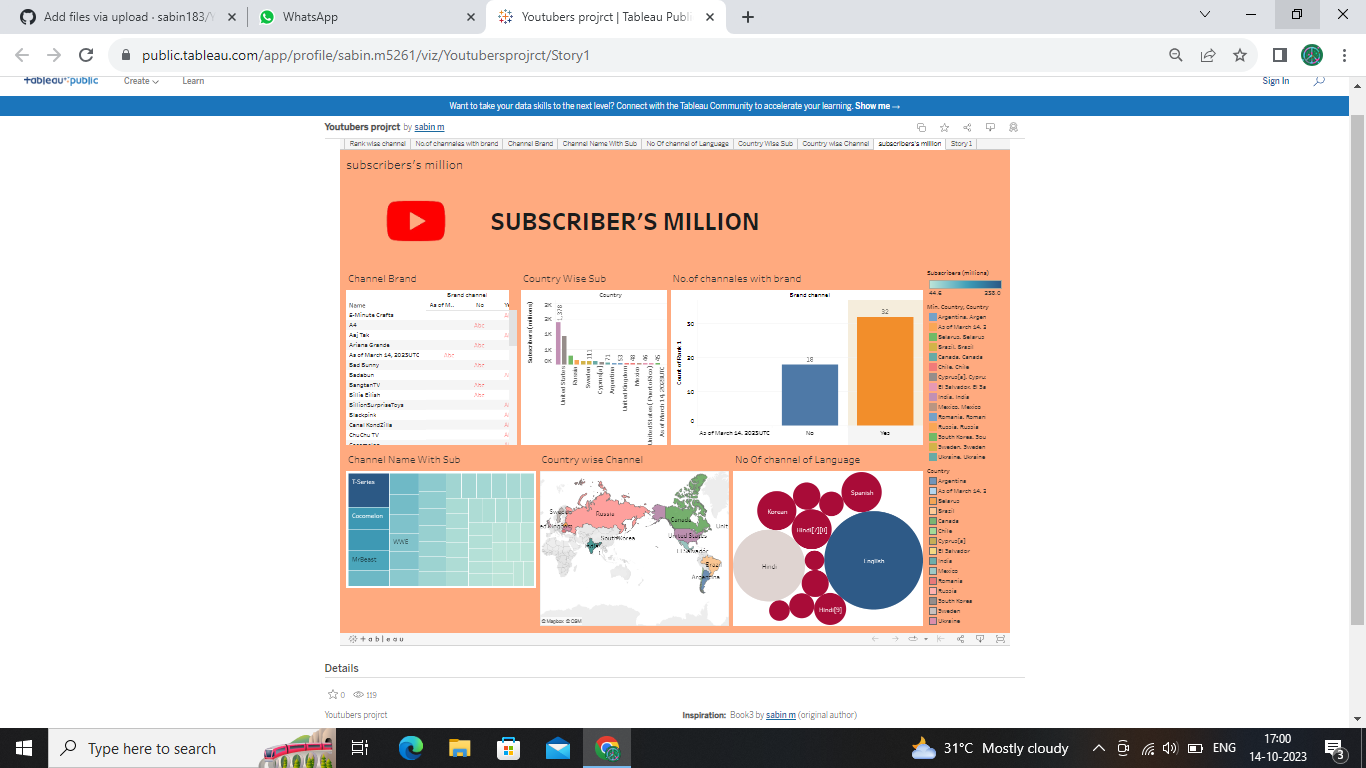 Add files via upload · sabin183/Y
WhatsApp
Youtubers projrct | Tableau Publi
public.tableau.com/app/profile/sabin.m5261/viz/Youtubersprojrct/Story1
+ableau:public
Create
Learn
Sign In
Want to take your data skills to the next level? Connect with the Tableau Community to accelerate your learning. Show me →
Youtubers projrct by sabin m
Rank wise channel
No.of channales with brand
Channel Brand
Channel Name With Sub
No Of channel of Language
Country Wise Sub
Country wise Channel
subscribers's million
Story 1
subscribers's million
SUBSCRIBER'S MILLION
Channel Brand
Brand channel
Name
As of M..
No
Ye
5-Minute Crafts
A4
Abc
Aaj Tak
Ariana Grande
Abc
As of March 14, 2023UTC
Abc
Bad Bunny
Abc
Badabun
BangtanTV
Abc
Billie Eilish
Abc
BillionSurpriseToys
Blackpink
Canal KondZilla
Chu Chu TV
Cocomelon
Country Wise Sub
Country
Subscribers (millions)
2K
1K
0K
1,378
111
71
53
48
46
45
United States
Russia
Sweden
Cyprus[a]
Argentina
United Kingdom
Mexico
United States( Puerto Rico)
As of March 14, 2023UTC
No.of channales with brand
Brand channel
Count of Rank 1
30
20
10
0
18
32
As of March 14, 2023UTC
No
Yes
Subscribers (millions)
44.6
238.0
Min. Country, Country
Argentina, Argen
As of March 14, 2
Belarus, Belarus
Brazil, Brazil
Canada, Canada
Chile, Chile
Cyprus[a], Cypru
El Salvador, El Sa
India, India
Mexico, Mexico
Romania, Roman
Russia, Russia
South Korea, Sou
Sweden, Sweden
Ukraine, Ukraine
Country
Argentina
As of March 14, 2
Belarus
Brazil
Canada
Chile
Cyprus[a]
El Salvador
India
Mexico
Romania
Russia
South Korea
Sweden
Ukraine
Channel Name With Sub
T-Series
Cocomelon
WWE
MrBeast
Country wise Channel
Sweden
Russia
ed Kingdom
South Korea
India
Canada
Unit
United States
El Salvador
Brazil
Argentina
© Mapbox © OSM
No Of channel of Language
Spanish
Korean
Hindi[7][8]
Hindi
English
Hindi[9]
+ableau
Details
0
119
Youtubers projrct
Inspiration: Book3 by sabin m (original author)
Type here to search
31°C Mostly cloudy
ENG
17:00
14-10-2023
3